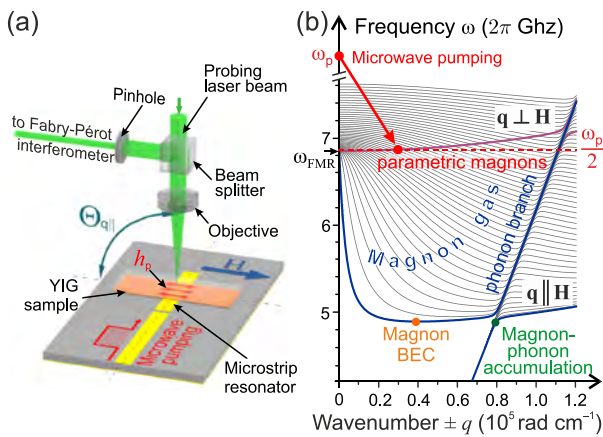 (a)
Probing
laser beam
Pinhole
to Fabry-Pérot
interferometer
Beam
splitter
Objective
Θq||
hp
H
YIG
sample
Microwave
pumping
Microstrip
resonator
(b)
Frequency ω (2π Ghz)
ωp
Microwave pumping
q ⊥ H
7
ωFMR
parametric magnons
ωp
2
6
Magnon gas
phonon branch
q || H
5
Magnon
BEC
Magnon-
phonon
accumulation
0 0.2 0.4 0.6 0.8 1.0 1.2
Wavenumber ± q (10⁵ rad cm⁻¹)